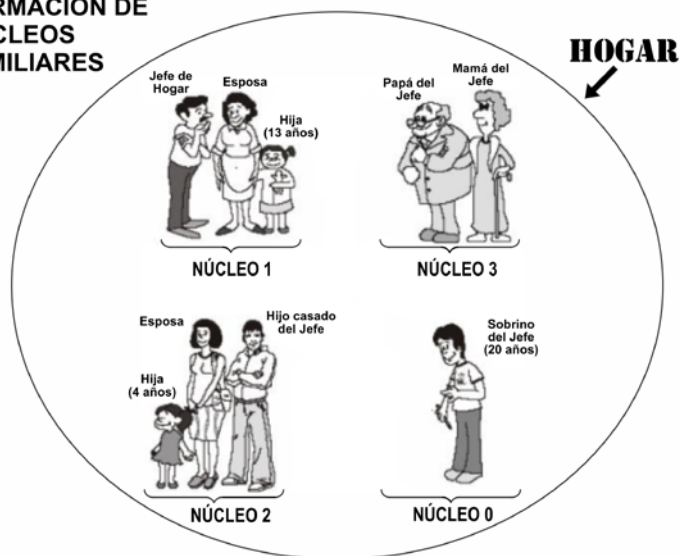 RMACIÓN DE
CLEOS
MILIARES
HOGAR
Jefe de
Hogar
Esposa
Hija
(13 años)
NÚCLEO 1
Papá del
Jefe
Mamá del
Jefe
NÚCLEO 3
Esposa
Hijo casado
del Jefe
Hija
(4 años)
NÚCLEO 2
Sobrino
del Jefe
(20 años)
NÚCLEO 0